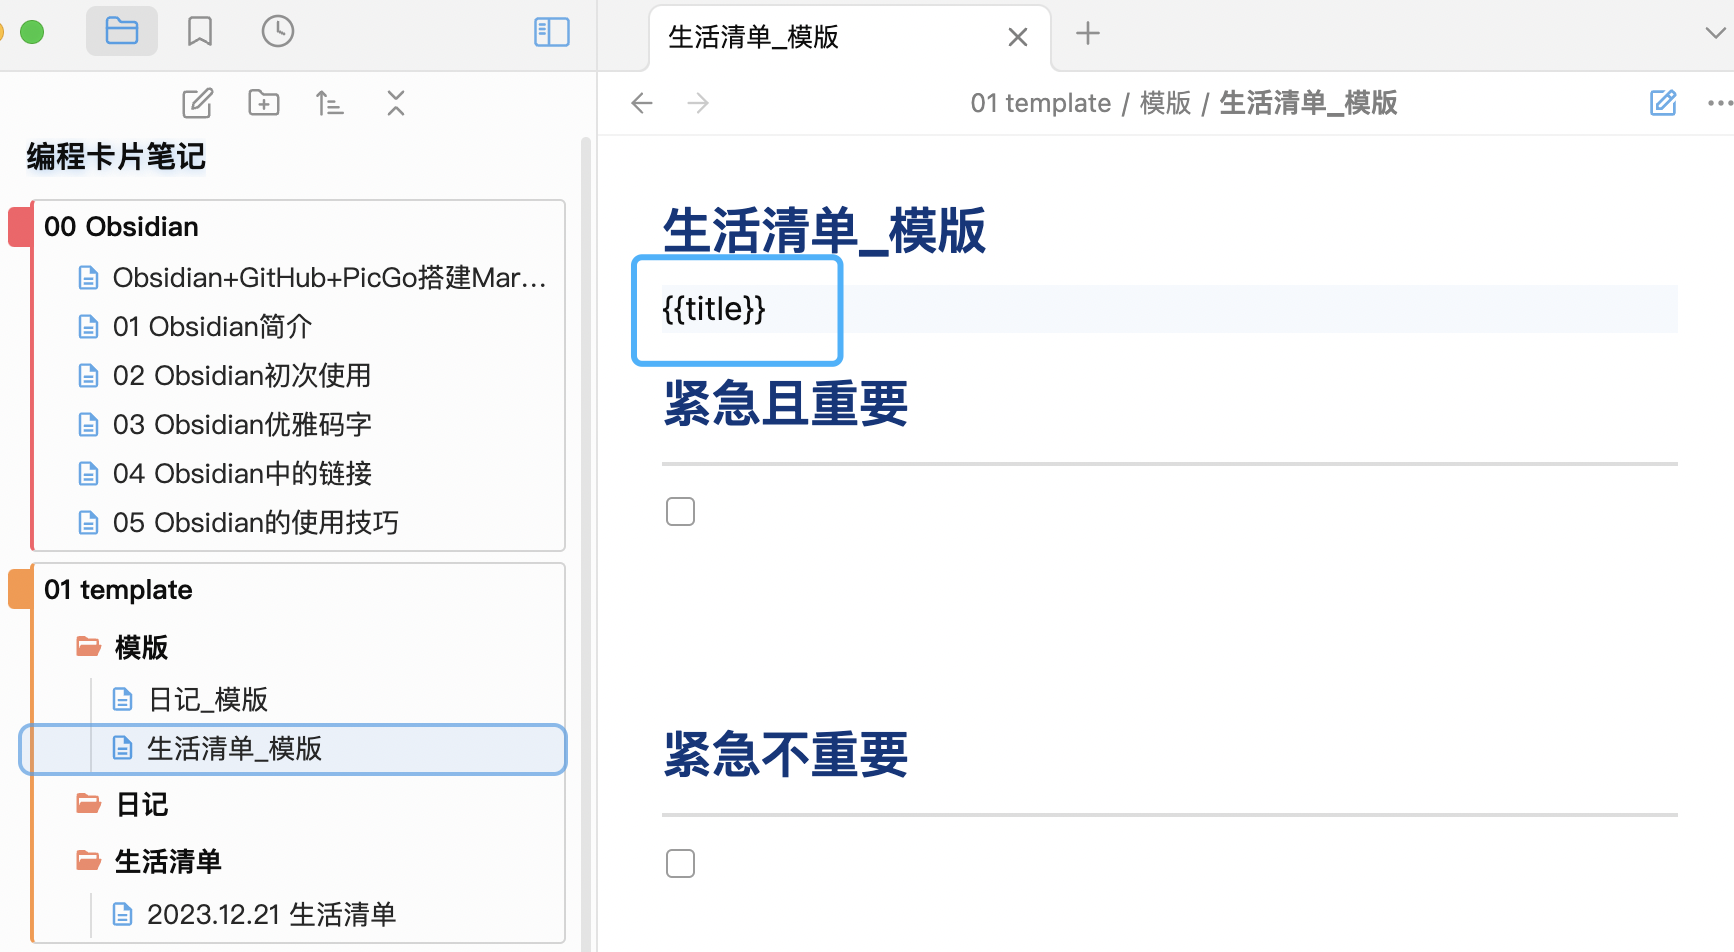 生活清单_模版
01 template / 模版 / 生活清单_模版
编程卡片笔记
00 Obsidian
Obsidian+GitHub+PicGo搭建Mar...
01 Obsidian简介
02 Obsidian初次使用
03 Obsidian优雅码字
04 Obsidian中的链接
05 Obsidian的使用技巧
01 template
模版
日记_模版
生活清单_模版
日记
生活清单
2023.12.21 生活清单
生活清单_模版
{{title}}
紧急且重要
紧急不重要